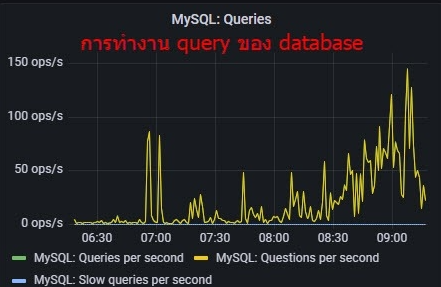 MySQL: Queries
การทำงาน query ของ database
150 ops/s
100 ops/s
50 ops/s
0 ops/s
06:30 07:00 07:30 08:00 08:30 09:00
MySQL: Queries per second MySQL: Questions per second
MySQL: Slow queries per second